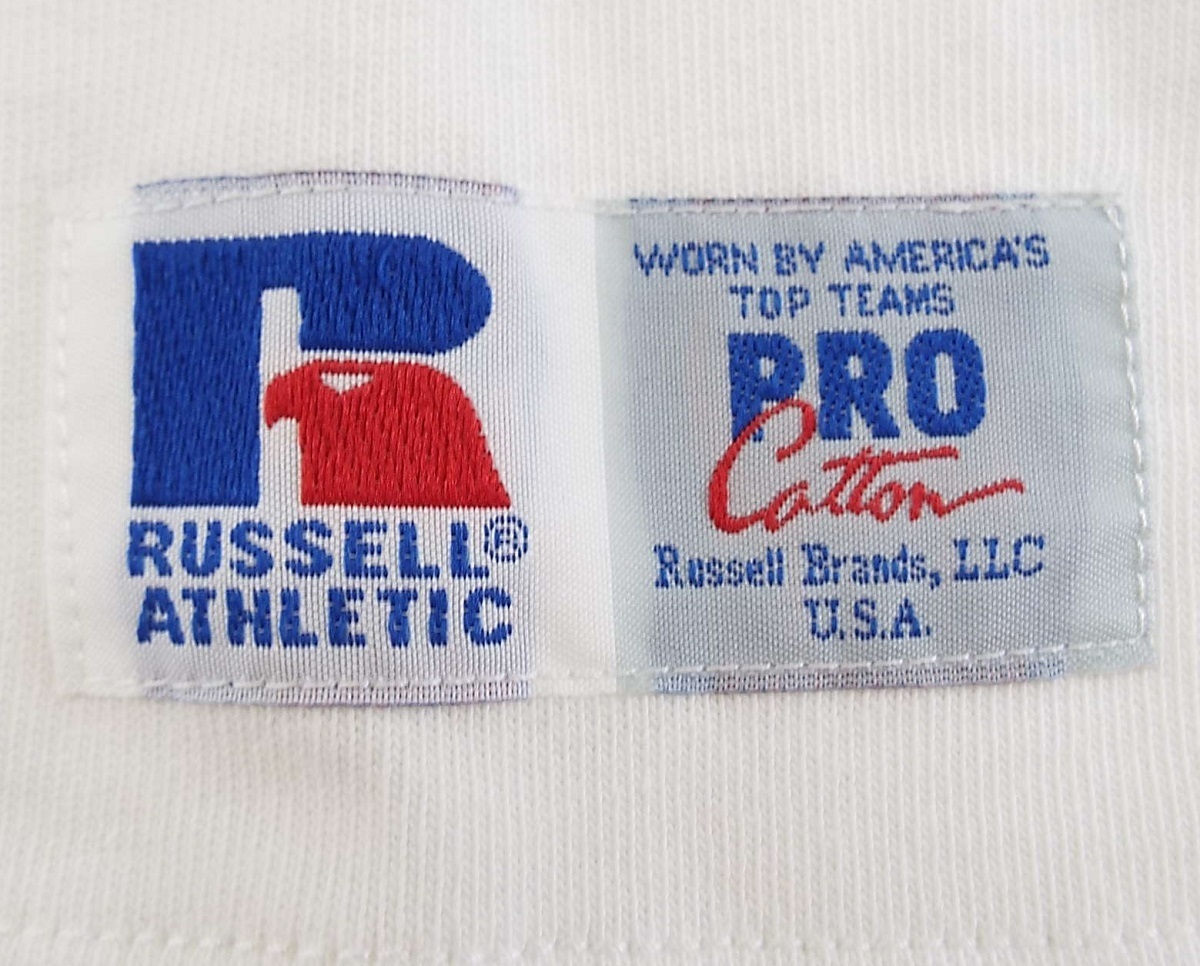 RUSSELL®
ATHLETIC
WORN BY AMERICA'S
TOP TEAMS
PRO
Cotton
Russell Brands, LLC
U.S.A.